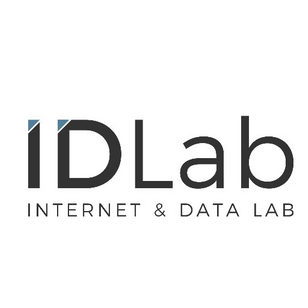 IDLab
INTERNET & DATA LAB